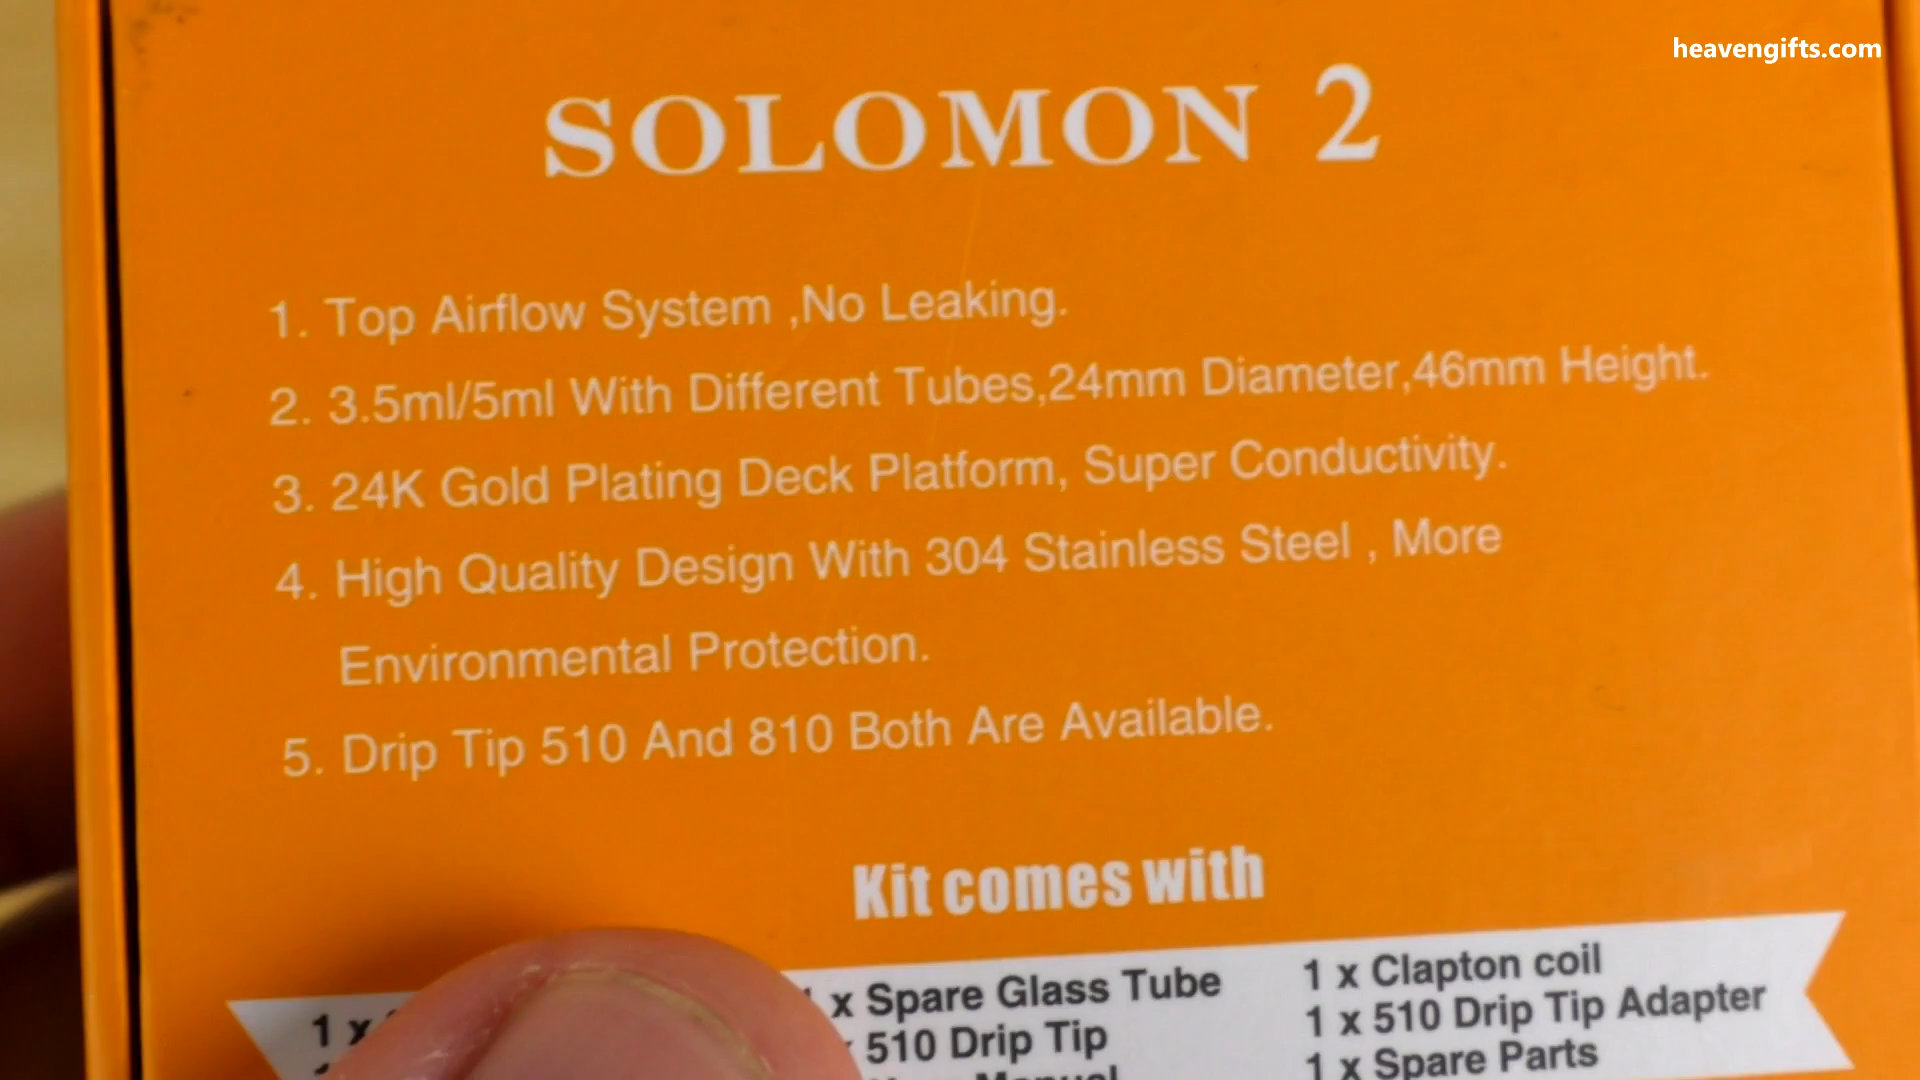 heavengifts.com
SOLOMON 2
1. Top Airflow System ,No Leaking.
2. 3.5ml/5ml With Different Tubes,24mm Diameter,46mm Height.
3. 24K Gold Plating Deck Platform, Super Conductivity.
4. High Quality Design With 304 Stainless Steel , More
Environmental Protection.
5. Drip Tip 510 And 810 Both Are Available.
Kit comes with
1 x
x Spare Glass Tube
510 Drip Tip
Manual
1 x Clapton coil
1 x 510 Drip Tip Adapter
1 x Spare Parts